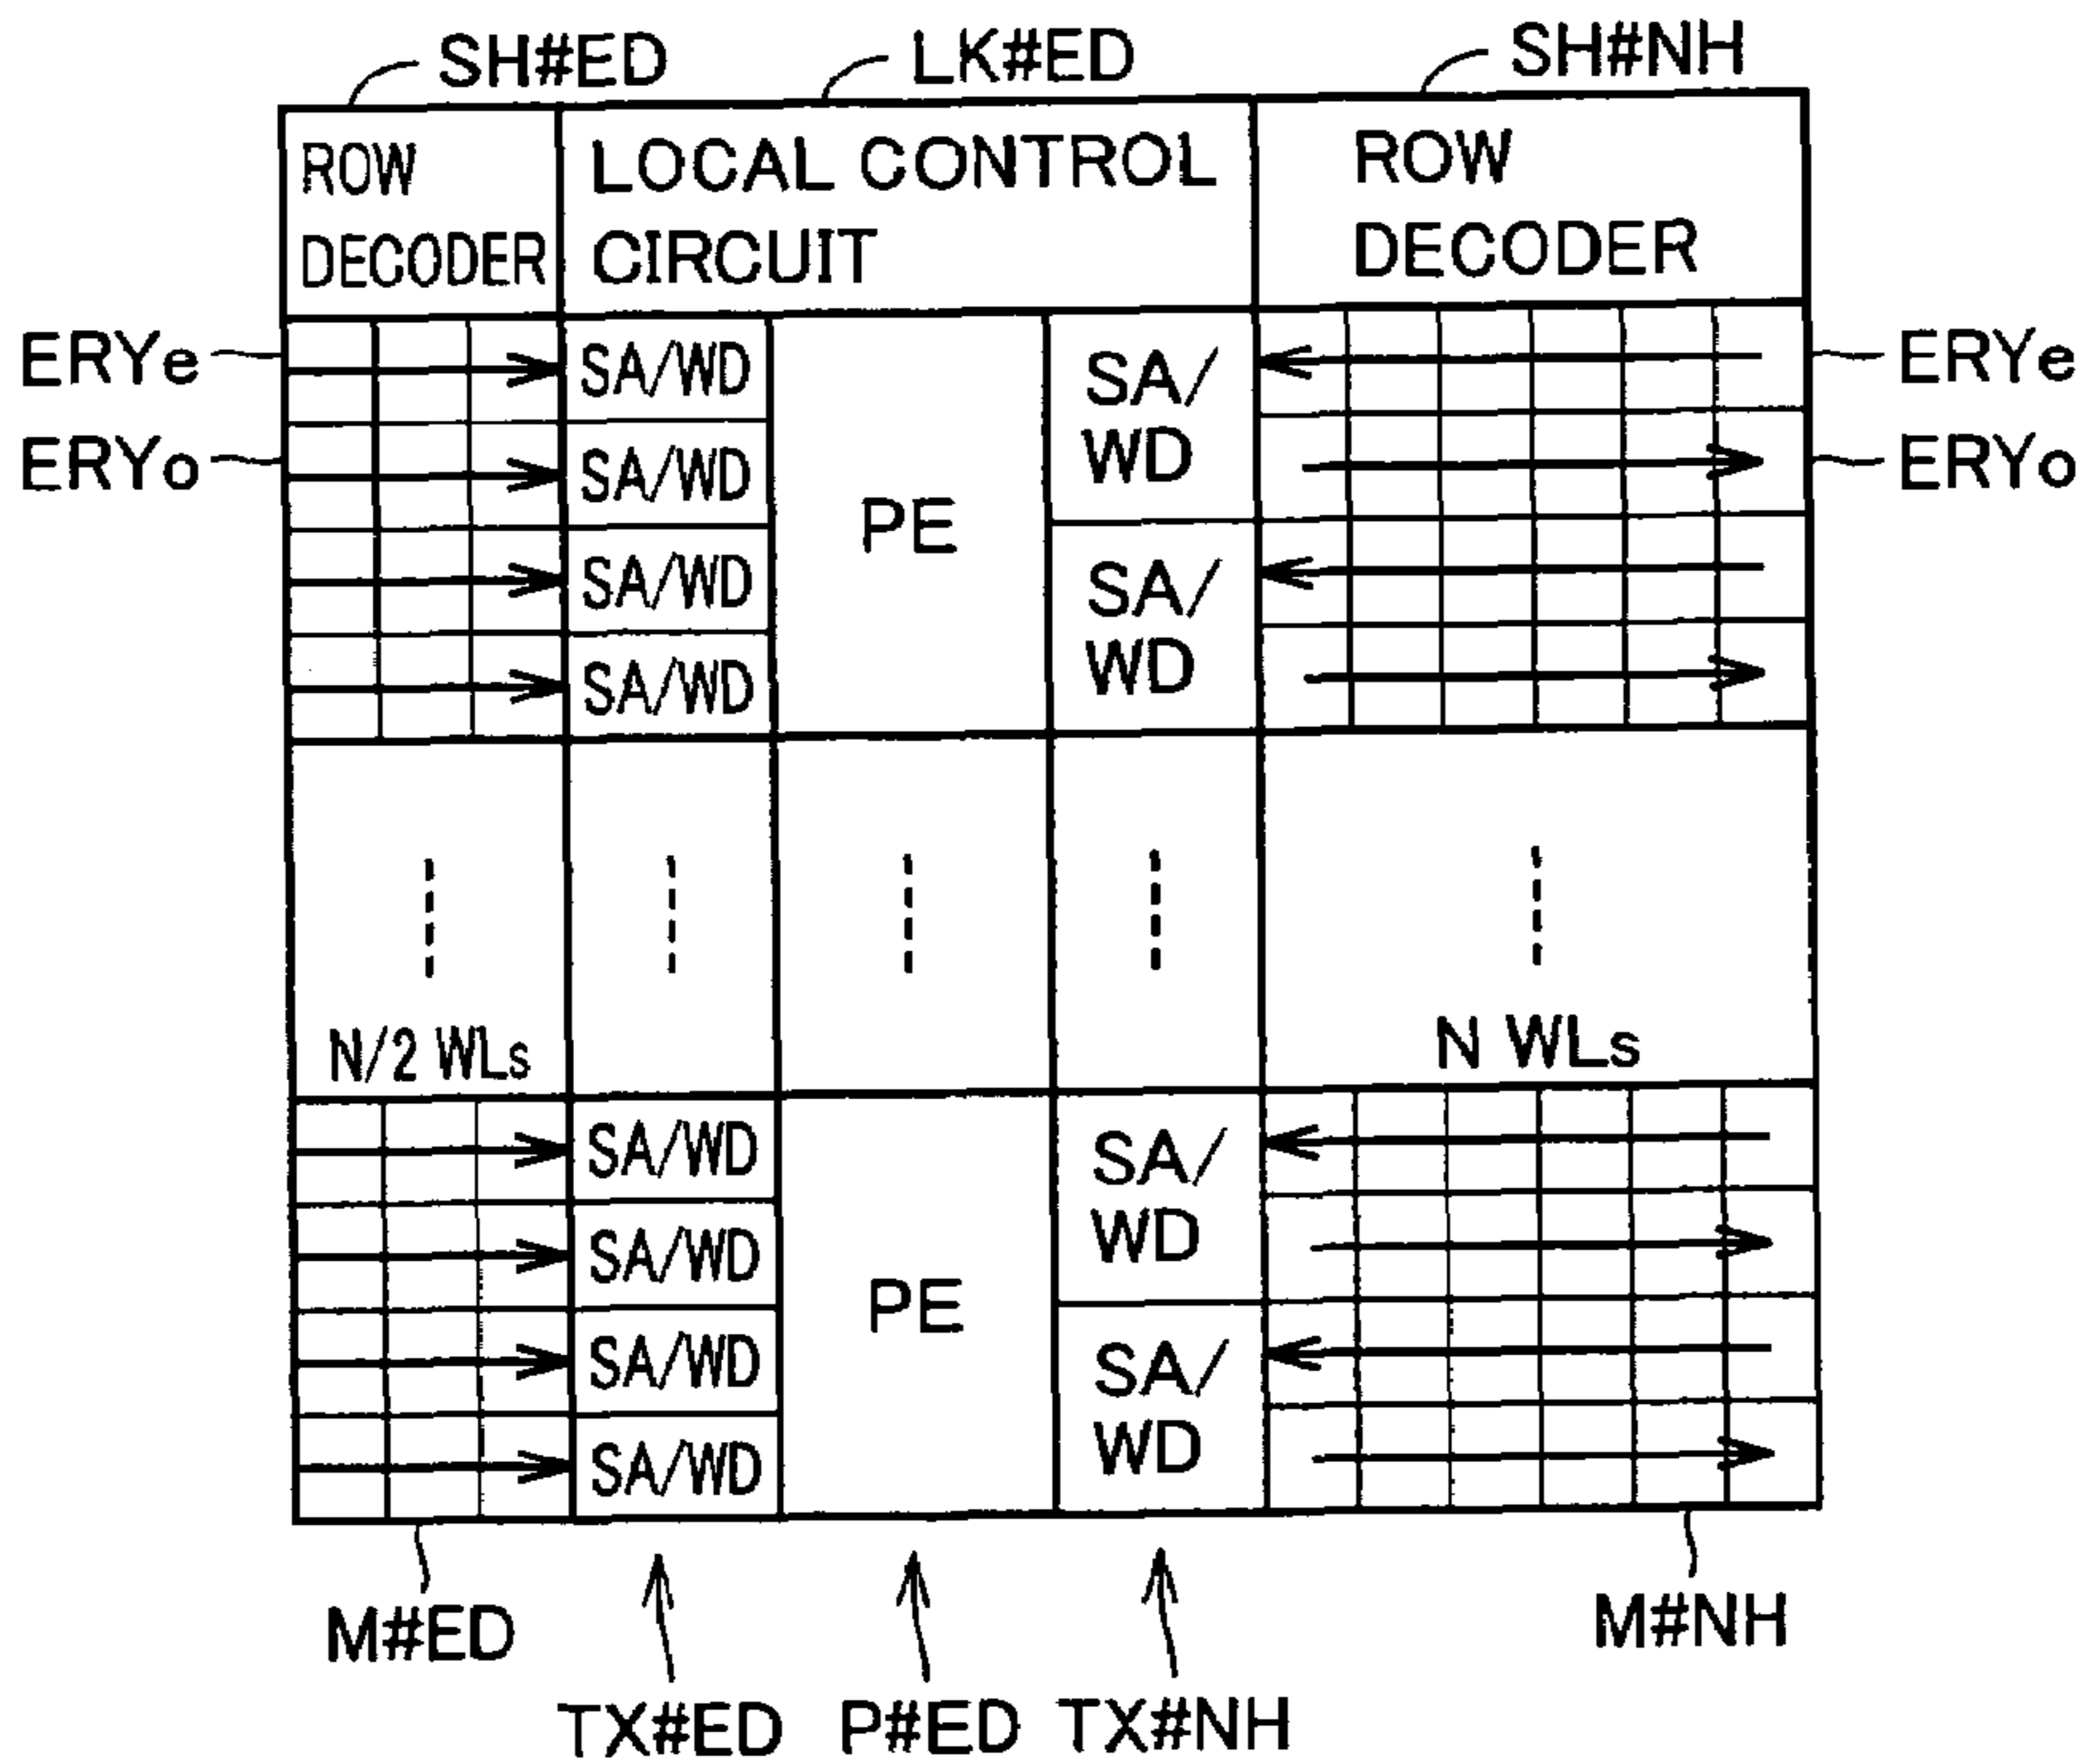 SH#ED LK#ED SH#NH
ROW DECODER
LOCAL CONTROL CIRCUIT
ROW DECODER
ERYe
ERYo
SA/WD
SA/WD
SA/WD
SA/WD
PE
SA/
WD
SA/
WD
ERYe
ERYo
N/2 WLs
N WLs
SA/WD
SA/WD
SA/WD
SA/WD
PE
SA/
WD
SA/
WD
M#ED
M#NH
TX#ED P#ED TX#NH